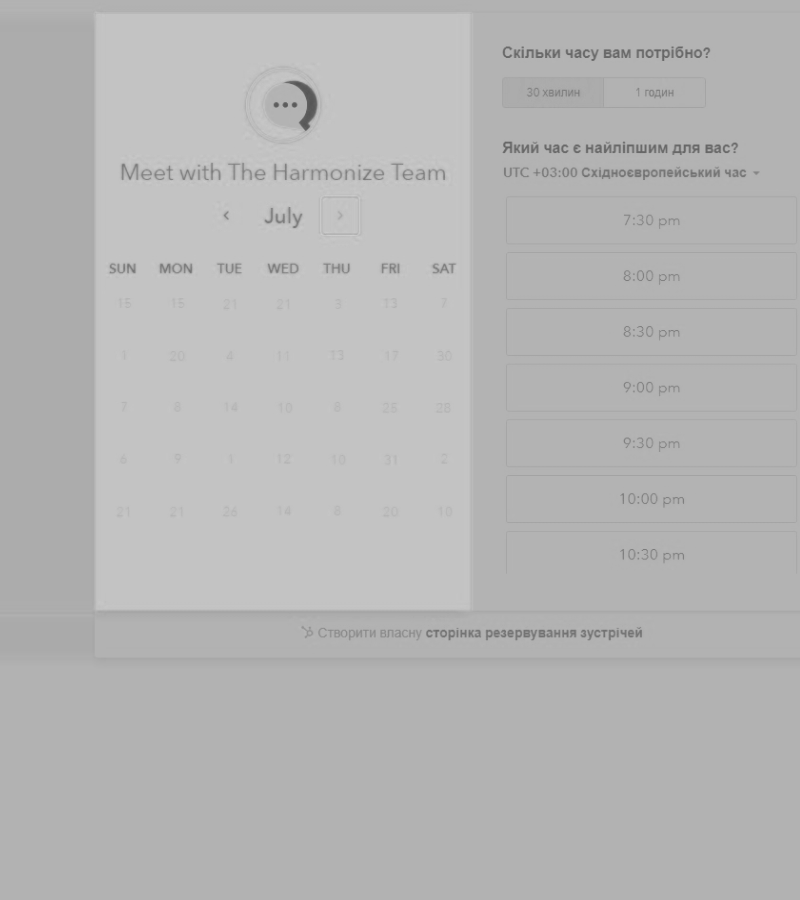 Meet with The Harmonize Team
July
SUN MON TUE WED THU FRI SAT
15 15 21 21 3 13 7
1 20 4 11 13 17 30
7 8 14 10 8 25 28
6 9 1 12 10 31 2
21 21 26 14 8 20 10
Скільки часу вам потрібно?
30 хвилин 1 годин
Який час є найліпшим для вас?
UTC +03:00 Східноєвропейський час
7:30 pm
8:00 pm
8:30 pm
9:00 pm
9:30 pm
10:00 pm
10:30 pm
Створити власну сторінка резервування зустрічей